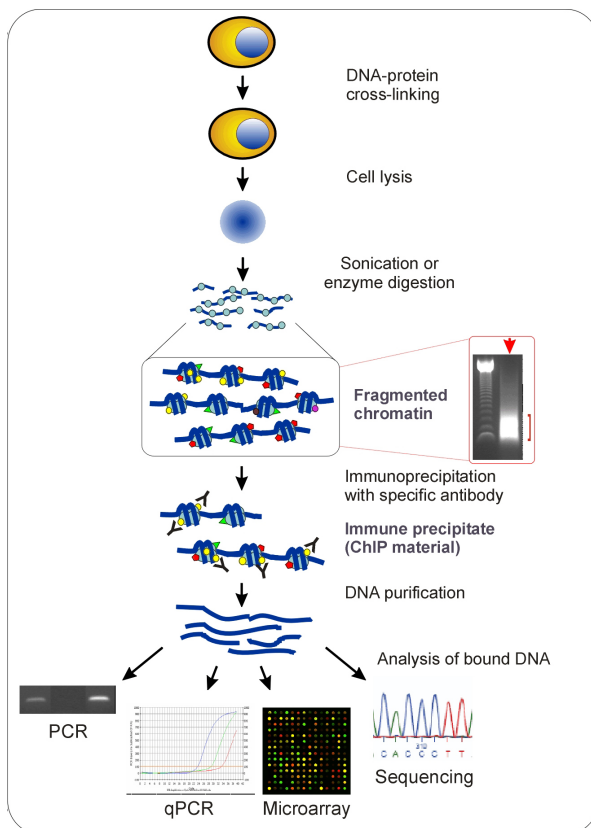 DNA-protein
cross-linking
Cell lysis
Sonication or
enzyme digestion
Fragmented
chromatin
Immunoprecipitation
with specific antibody
Immune precipitate
(ChIP material)
DNA purification
Analysis of bound DNA
PCR
qPCR
Microarray
310
C A C C C T T
Sequencing